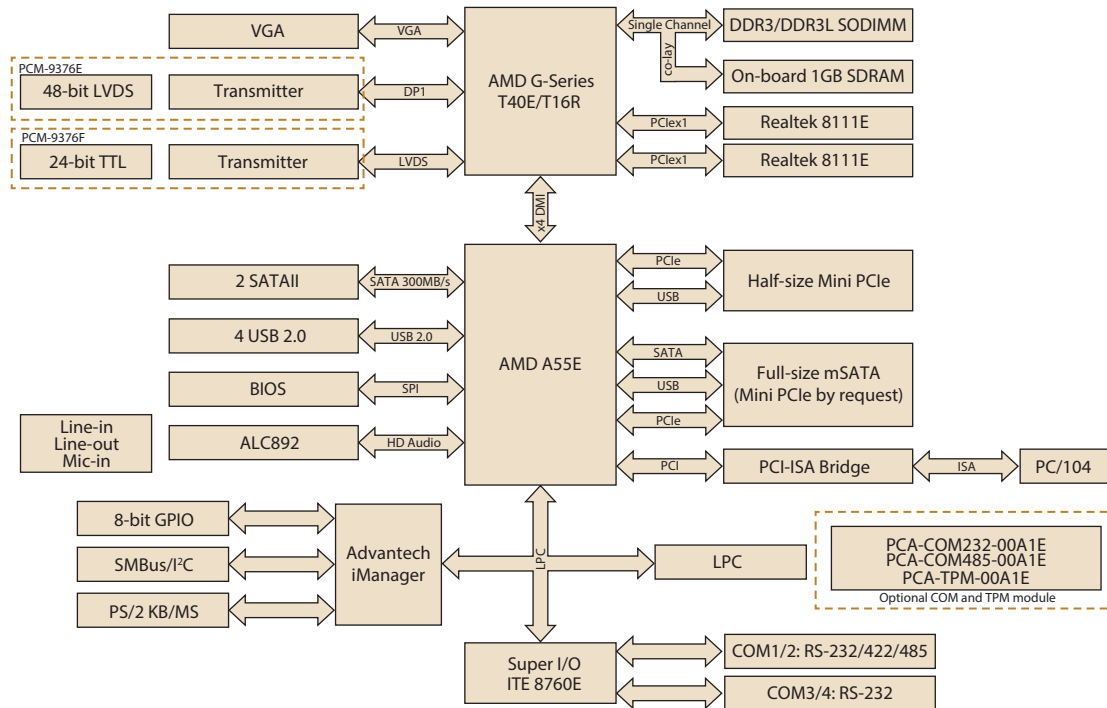 VGA
VGA
AMD G-Series
T40E/T16R
Single Channel
co-lay
DDR3/DDR3L SODIMM
On-board 1GB SDRAM
PCM-9376E
48-bit LVDS
Transmitter
DP1
PCIex1
Realtek 8111E
PCM-9376F
24-bit TTL
Transmitter
LVDS
PCIex1
Realtek 8111E
x4 DMI
2 SATAII
SATA 300MB/s
4 USB 2.0
USB 2.0
BIOS
SPI
Line-in
Line-out
Mic-in
ALC892
HD Audio
AMD A55E
PCIe
USB
Half-size Mini PCIe
SATA
USB
PCIe
Full-size mSATA
(Mini PCIe by request)
PCI
PCI-ISA Bridge
ISA
PC/104
8-bit GPIO
SMBus/I²C
PS/2 KB/MS
Advantech
iManager
LPC
LPC
PCA-COM232-00A1E
PCA-COM485-00A1E
PCA-TPM-00A1E
Optional COM and TPM module
Super I/O
ITE 8760E
COM1/2: RS-232/422/485
COM3/4: RS-232